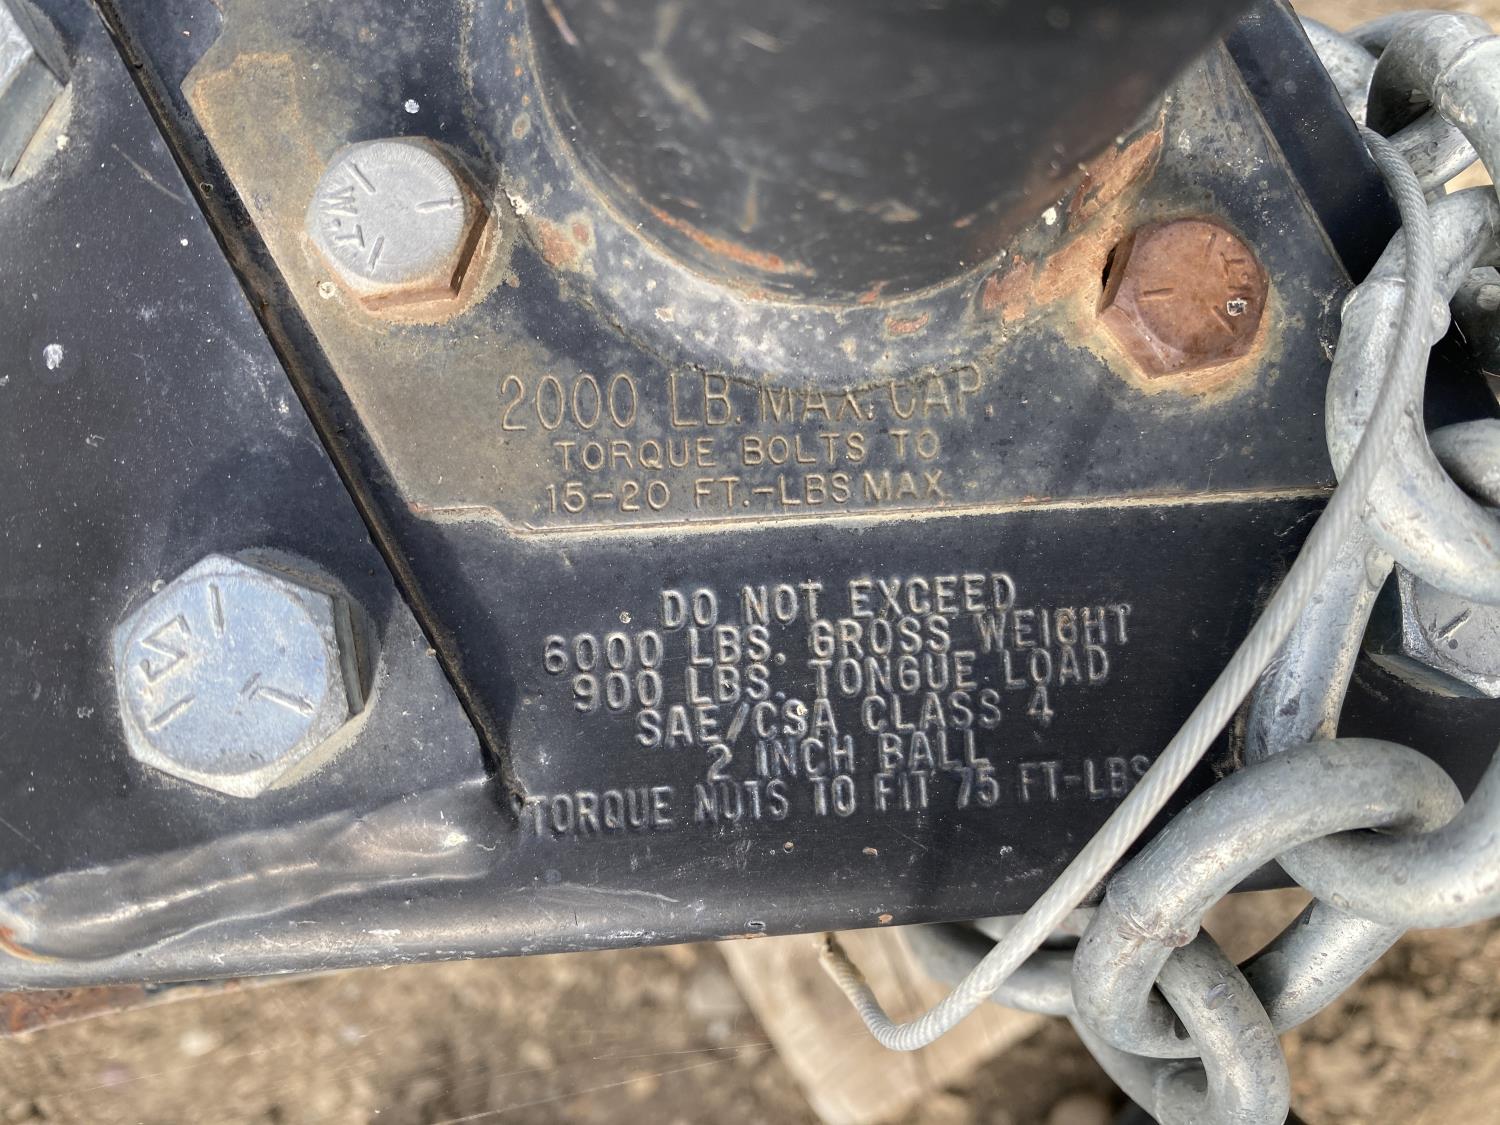 W.T
2000 LB. MAX. CAP.
TORQUE BOLTS TO
15-20 FT.-LBS MAX
DO NOT EXCEED
6000 LBS. GROSS WEIGHT
900 LBS. TONGUE LOAD
SAE/CSA CLASS 4
2 INCH BALL
TORQUE NUTS TO FIT 75 FT-LBS